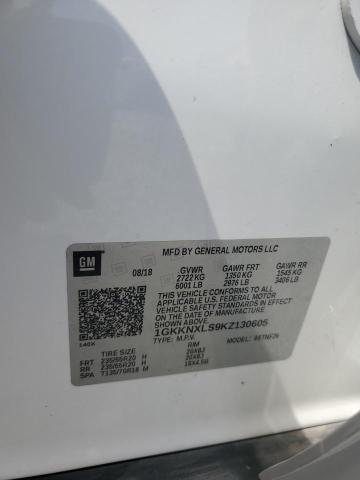 MFD BY GENERAL MOTORS LLC
GM
08/18 GVWR GAWR FRT GAWR RR
2722 KG 1350 KG 1545 KG
6001 LB 2976 LB 3406 LB
THIS VEHICLE CONFORMS TO ALL
APPLICABLE U.S. FEDERAL MOTOR
VEHICLE SAFETY STANDARDS IN
EFFECT ON THE DATE OF
MANUFACTURE SHOWN ABOVE.
1GKKNXLS9KZ130605
TYPE: M.P.V. MODEL:
TIRE SIZE RIM
FRT 235/55R20 H 20X8J
RR 235/55R20 H 20X8J
SPA T135/70R18 M 18X4.5B